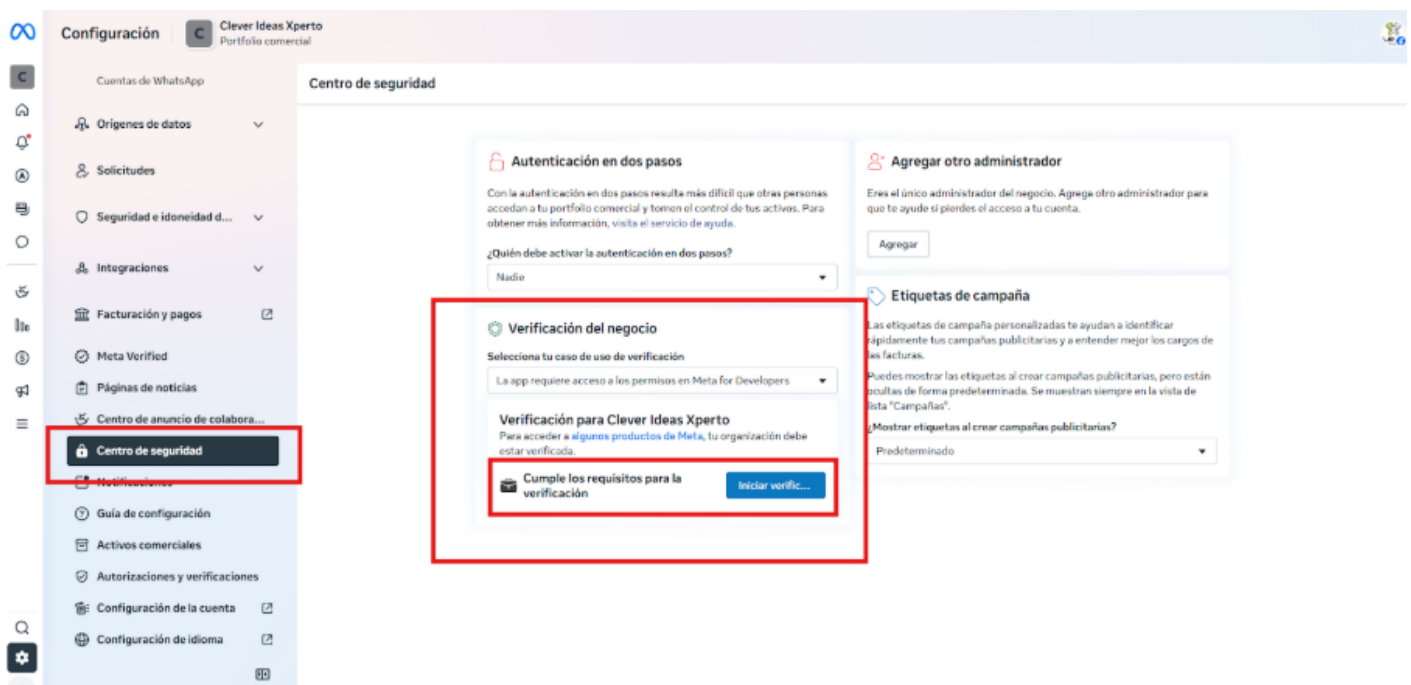 Configuración
C
Clever Ideas Xperto
Portfolio comercial
C
Cuentas de WhatsApp
Orígenes de datos
Solicitudes
Seguridad e idoneidad d...
Integraciones
Facturación y pagos
Meta Verified
Páginas de noticias
Centro de anuncio de colabora...
Centro de seguridad
Notificaciones
Guía de configuración
Activos comerciales
Autorizaciones y verificaciones
Configuración de la cuenta
Configuración de idioma
Centro de seguridad
Autenticación en dos pasos
Con la autenticación en dos pasos resulta más difícil que otras personas
accedan a tu portfolio comercial y tomen el control de tus activos. Para
obtener más información, visita el servicio de ayuda.
¿Quién debe activar la autenticación en dos pasos?
Nadie
Verificación del negocio
Selecciona tu caso de uso de verificación
La app requiere acceso a los permisos en Meta for Developers
Verificación para Clever Ideas Xperto
Para acceder a algunos productos de Meta, tu organización debe
estar verificada.
Cumple los requisitos para la
verificación
Iniciar verific...
Agregar otro administrador
Eres el único administrador del negocio. Agrega otro administrador para
que te ayude si pierdes el acceso a tu cuenta.
Agregar
Etiquetas de campaña
Las etiquetas de campaña personalizadas te ayudan a identificar
rápidamente tus campañas publicitarias y a entender mejor los cargos de
las facturas.
Puedes mostrar las etiquetas al crear campañas publicitarias, pero están
ocultas de forma predeterminada. Se muestran siempre en la vista de
lista "Campañas".
¿Mostrar etiquetas al crear campañas publicitarias?
Predeterminado